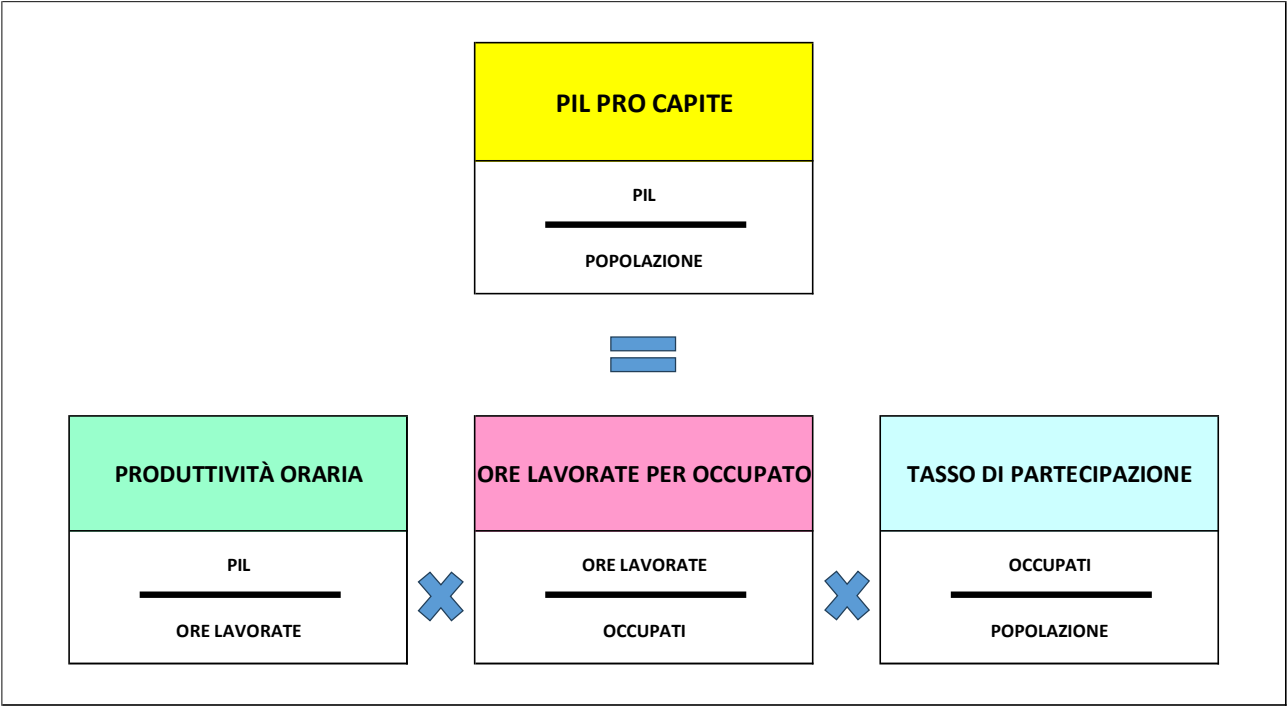 PIL PRO CAPITE
PIL
POPOLAZIONE
PRODUTTIVITÀ ORARIA
ORE LAVORATE PER OCCUPATO
TASSO DI PARTECIPAZIONE
PIL
ORE LAVORATE
OCCUPATI
ORE LAVORATE
OCCUPATI
POPOLAZIONE